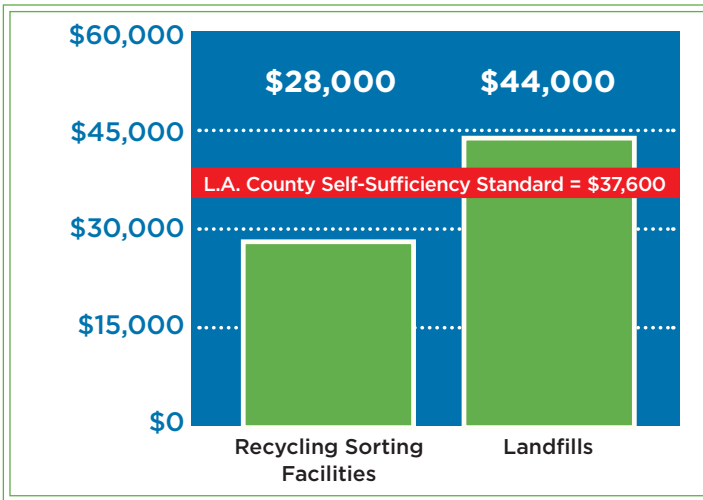 $60,000
$28,000 $44,000
$45,000
L.A. County Self-Sufficiency Standard = $37,600
$30,000
$15,000
$0
Recycling Sorting
Facilities
Landfills